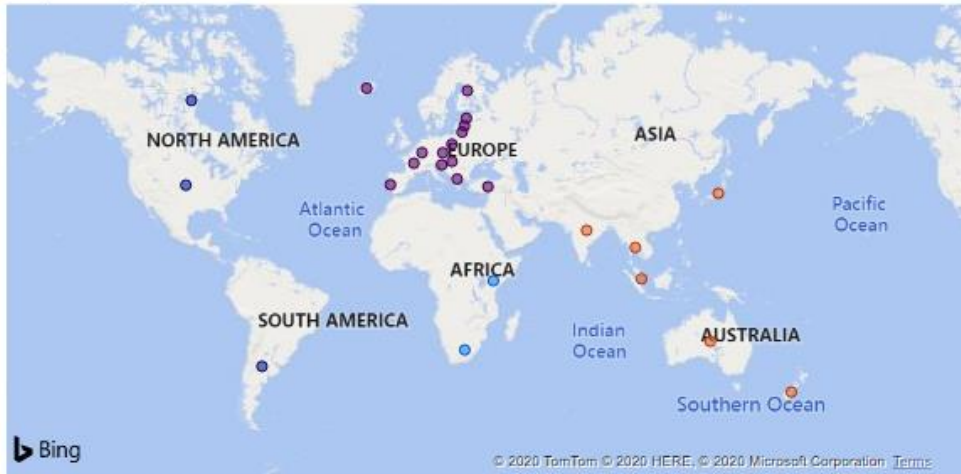 NORTH AMERICA
ASIA
EUROPE
Atlantic
Ocean
Pacific
Ocean
AFRICA
SOUTH AMERICA
Indian
Ocean
AUSTRALIA
Southern Ocean
Bing
© 2020 TomTom © 2020 HERE, © 2020 Microsoft Corporation Terms